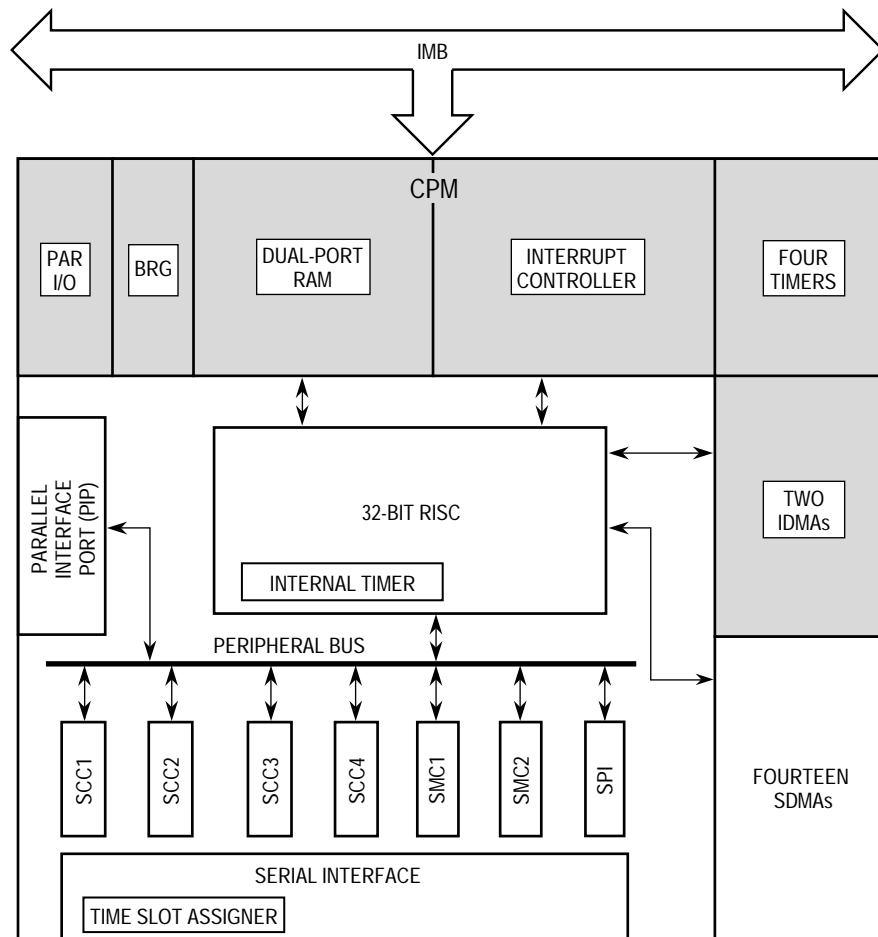 IMB
CPM
PAR
I/O
BRG
DUAL-PORT
RAM
INTERRUPT
CONTROLLER
FOUR
TIMERS
PARALLEL
INTERFACE
PORT (PIP)
32-BIT RISC
INTERNAL TIMER
TWO
IDMAs
PERIPHERAL BUS
SCC1
SCC2
SCC3
SCC4
SMC1
SMC2
SPI
FOURTEEN
SDMAs
SERIAL INTERFACE
TIME SLOT ASSIGNER